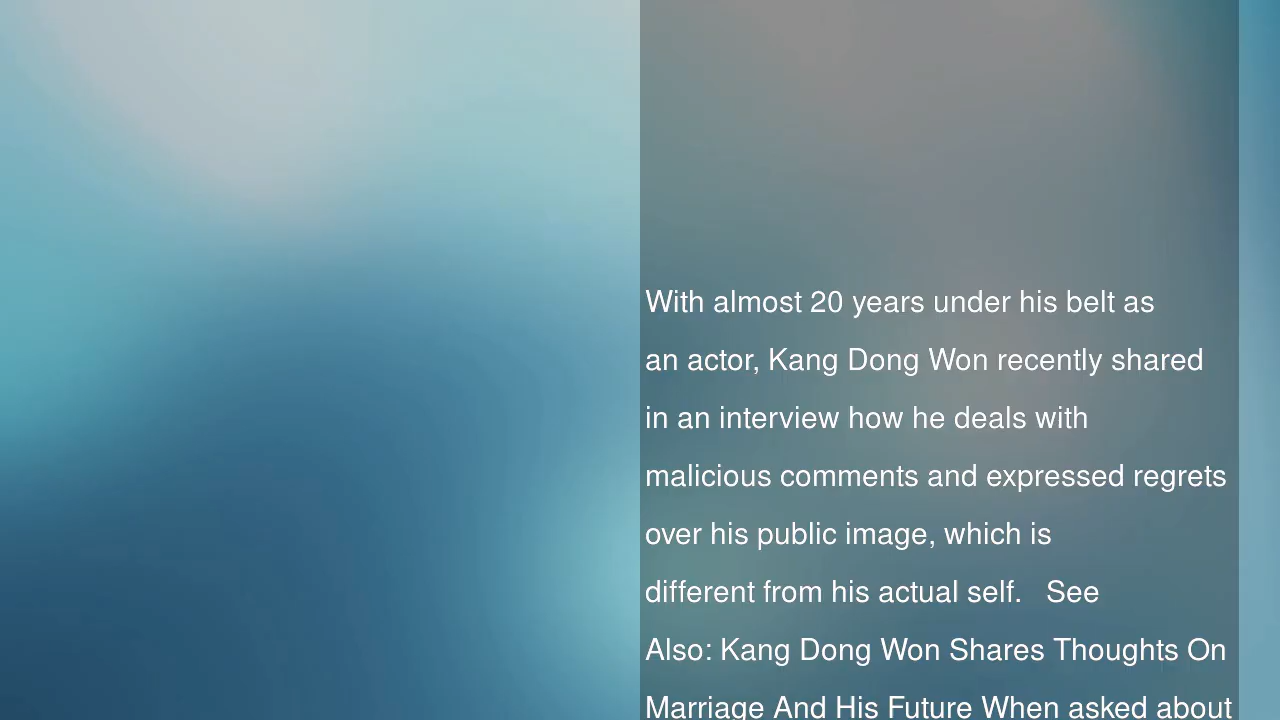 With almost 20 years under his belt as
an actor, Kang Dong Won recently shared
in an interview how he deals with
malicious comments and expressed regrets
over his public image, which is
different from his actual self.   See
Also: Kang Dong Won Shares Thoughts On
Marriage And His Future When asked about